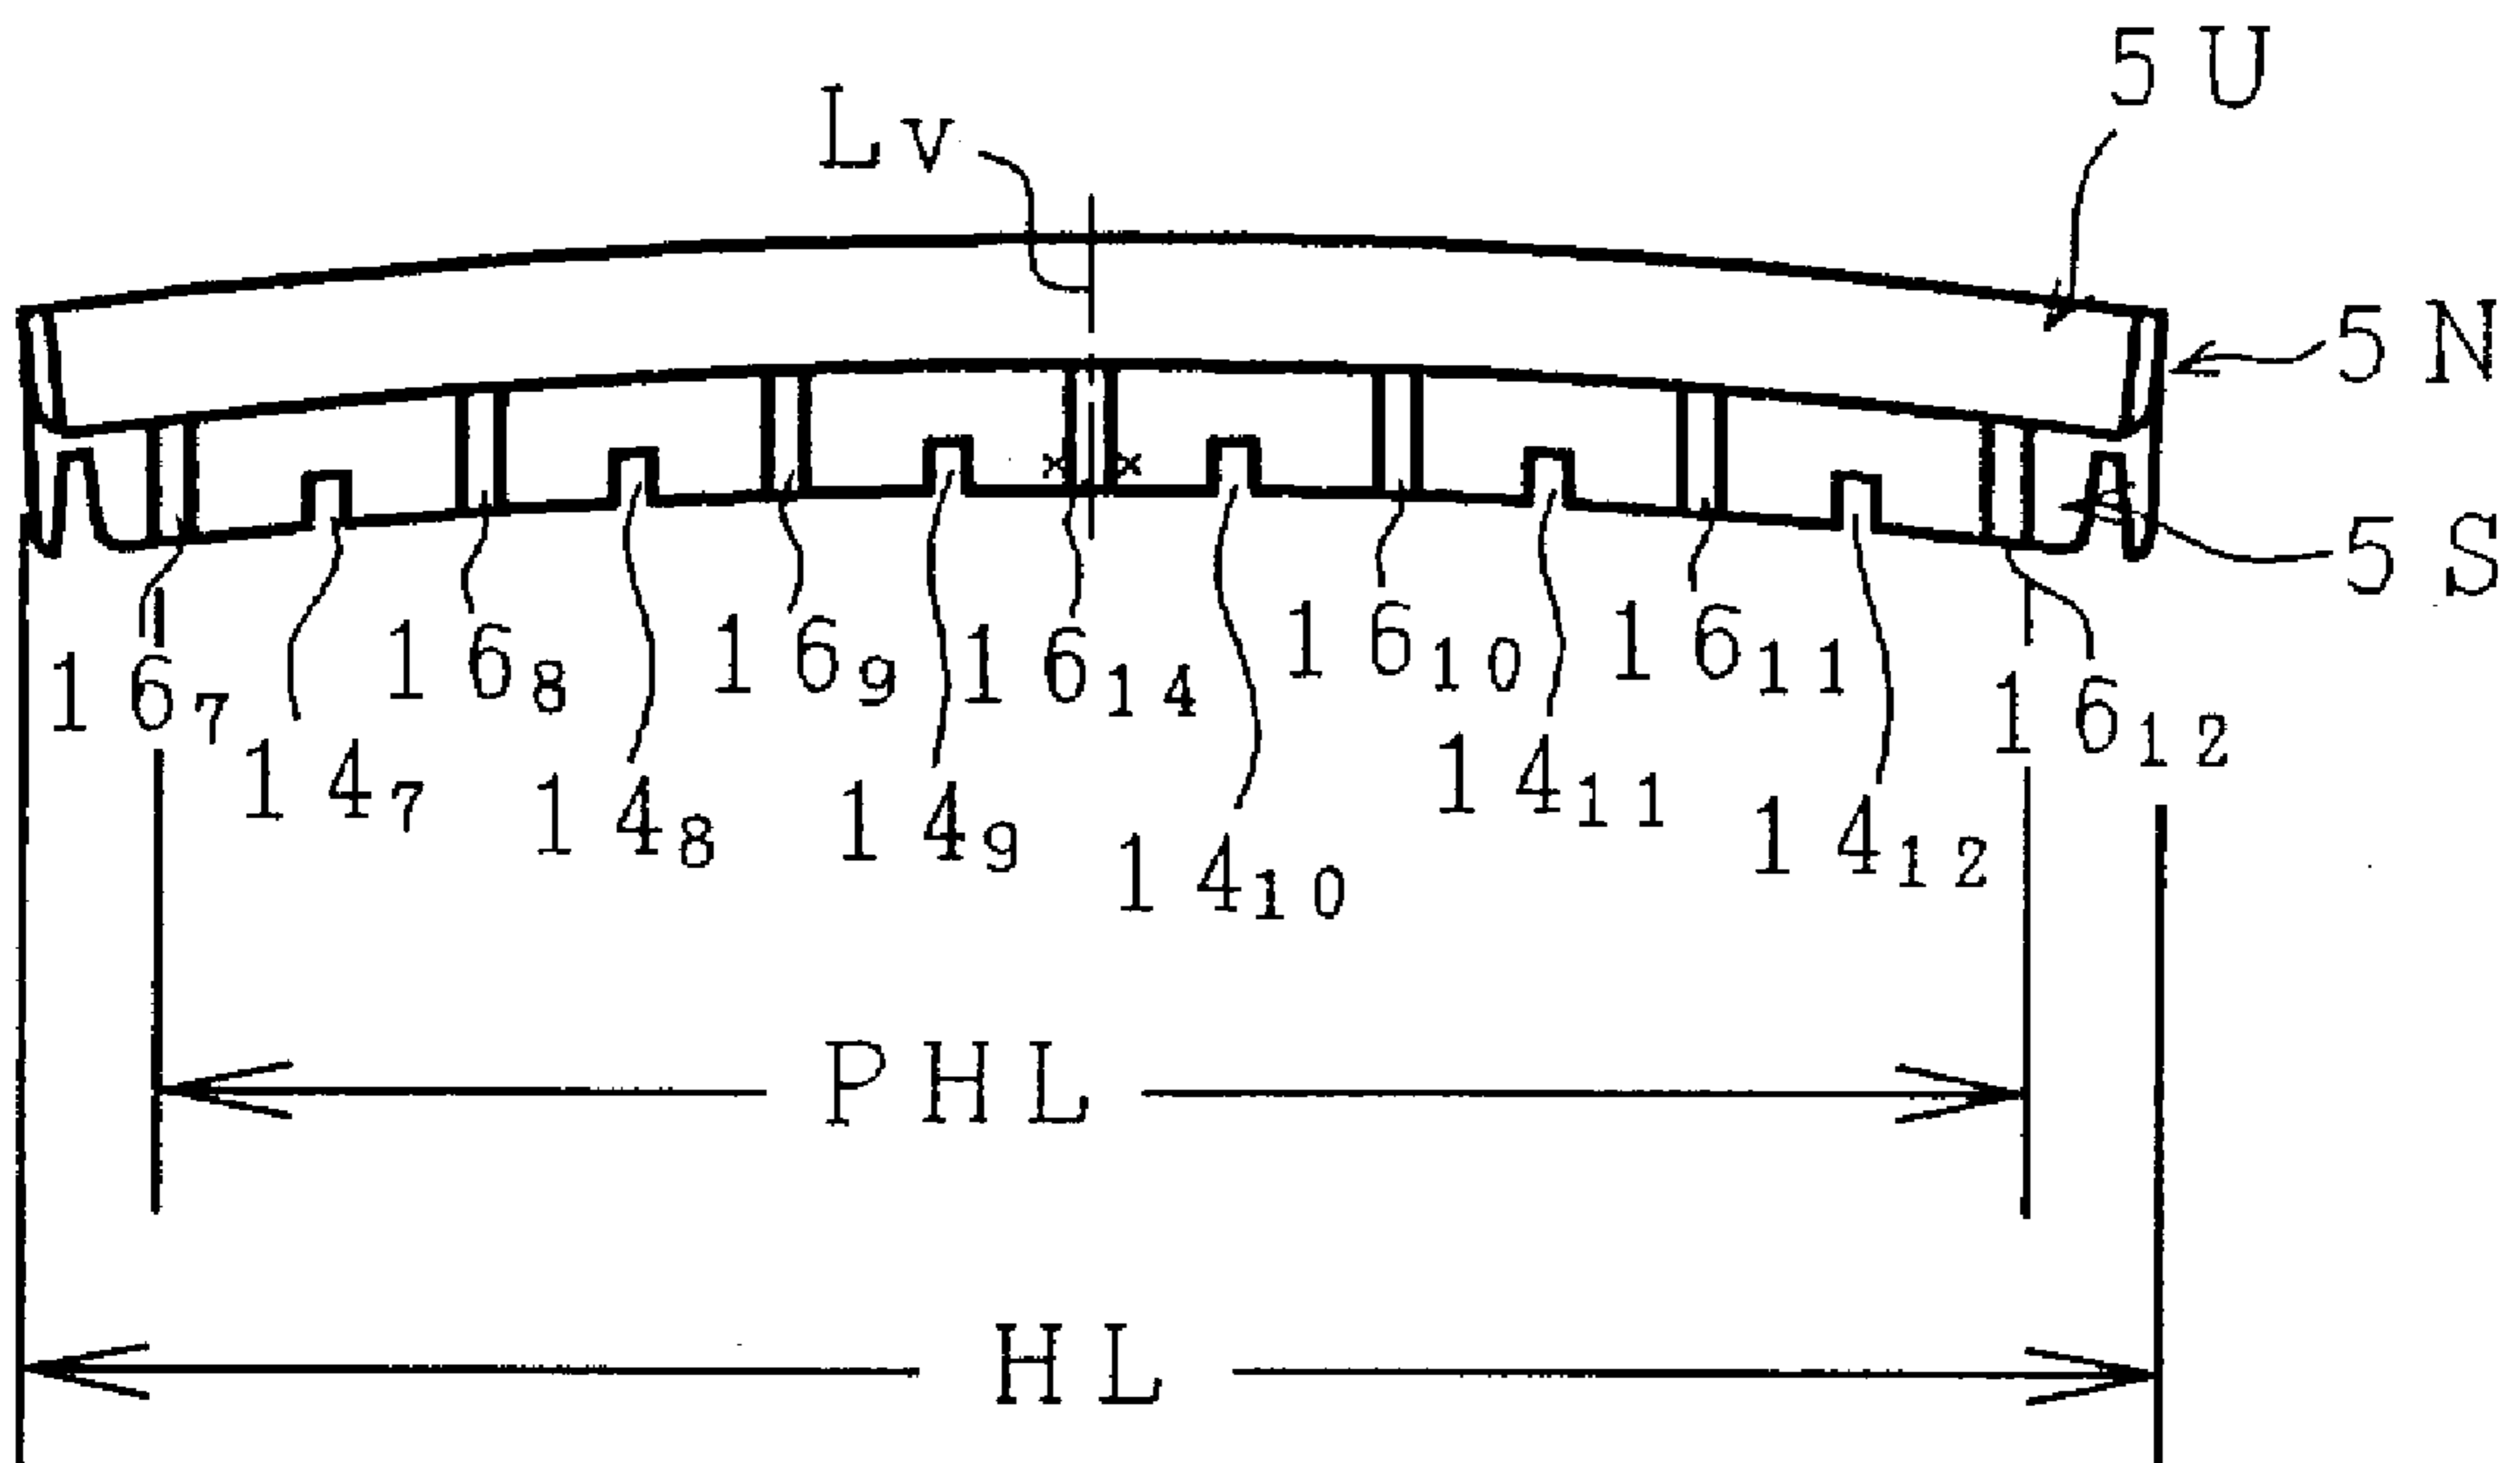 5U
Lv
5N
5S
16₇ 16₈ 16₉ 16₁₄ 16₁₀ 16₁₁ 16₁₂
14₇ 14₈ 14₉ 14₁₀ 14₁₁ 14₁₂
PHL
HL